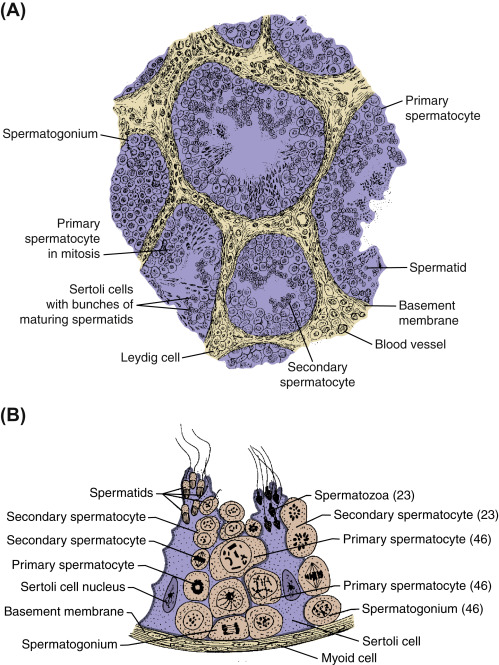 (A)
Primary
spermatocyte
Spermatogonium
Primary
spermatocyte
in mitosis
Spermatid
Sertoli cells
with bunches of
maturing spermatids
Basement
membrane
Blood vessel
Leydig cell
Secondary
spermatocyte
(B)
Spermatids
Spermatozoa (23)
Secondary spermatocyte
Secondary spermatocyte (23)
Secondary spermatocyte
Primary spermatocyte (46)
Primary spermatocyte
Sertoli cell nucleus
Primary spermatocyte (46)
Basement membrane
Spermatogonium (46)
Spermatogonium
Sertoli cell
Myoid cell